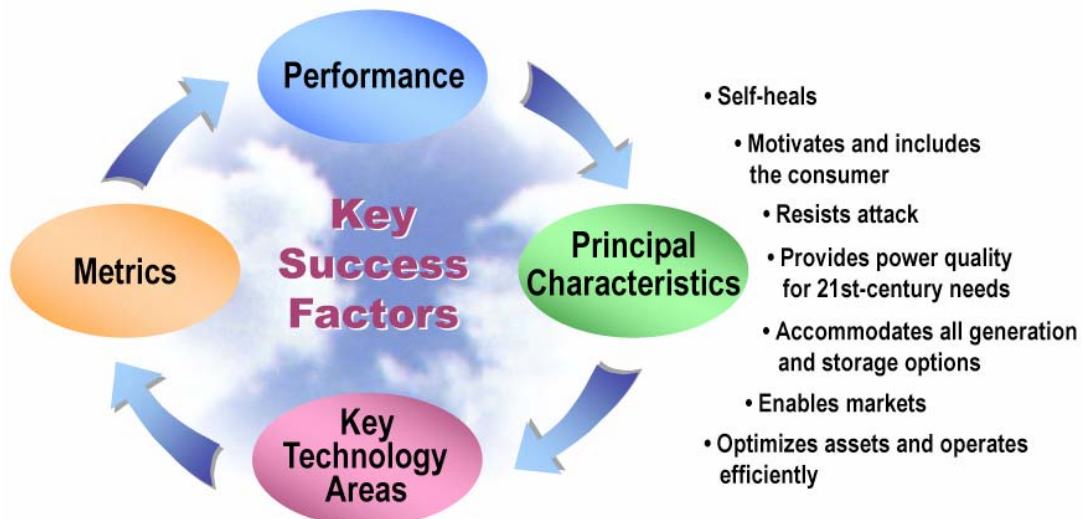 Performance
Key
Success
Factors
Metrics
Principal
Characteristics
Key
Technology
Areas
• Self-heals
• Motivates and includes
the consumer
• Resists attack
• Provides power quality
for 21st-century needs
• Accommodates all generation
and storage options
• Enables markets
• Optimizes assets and operates
efficiently